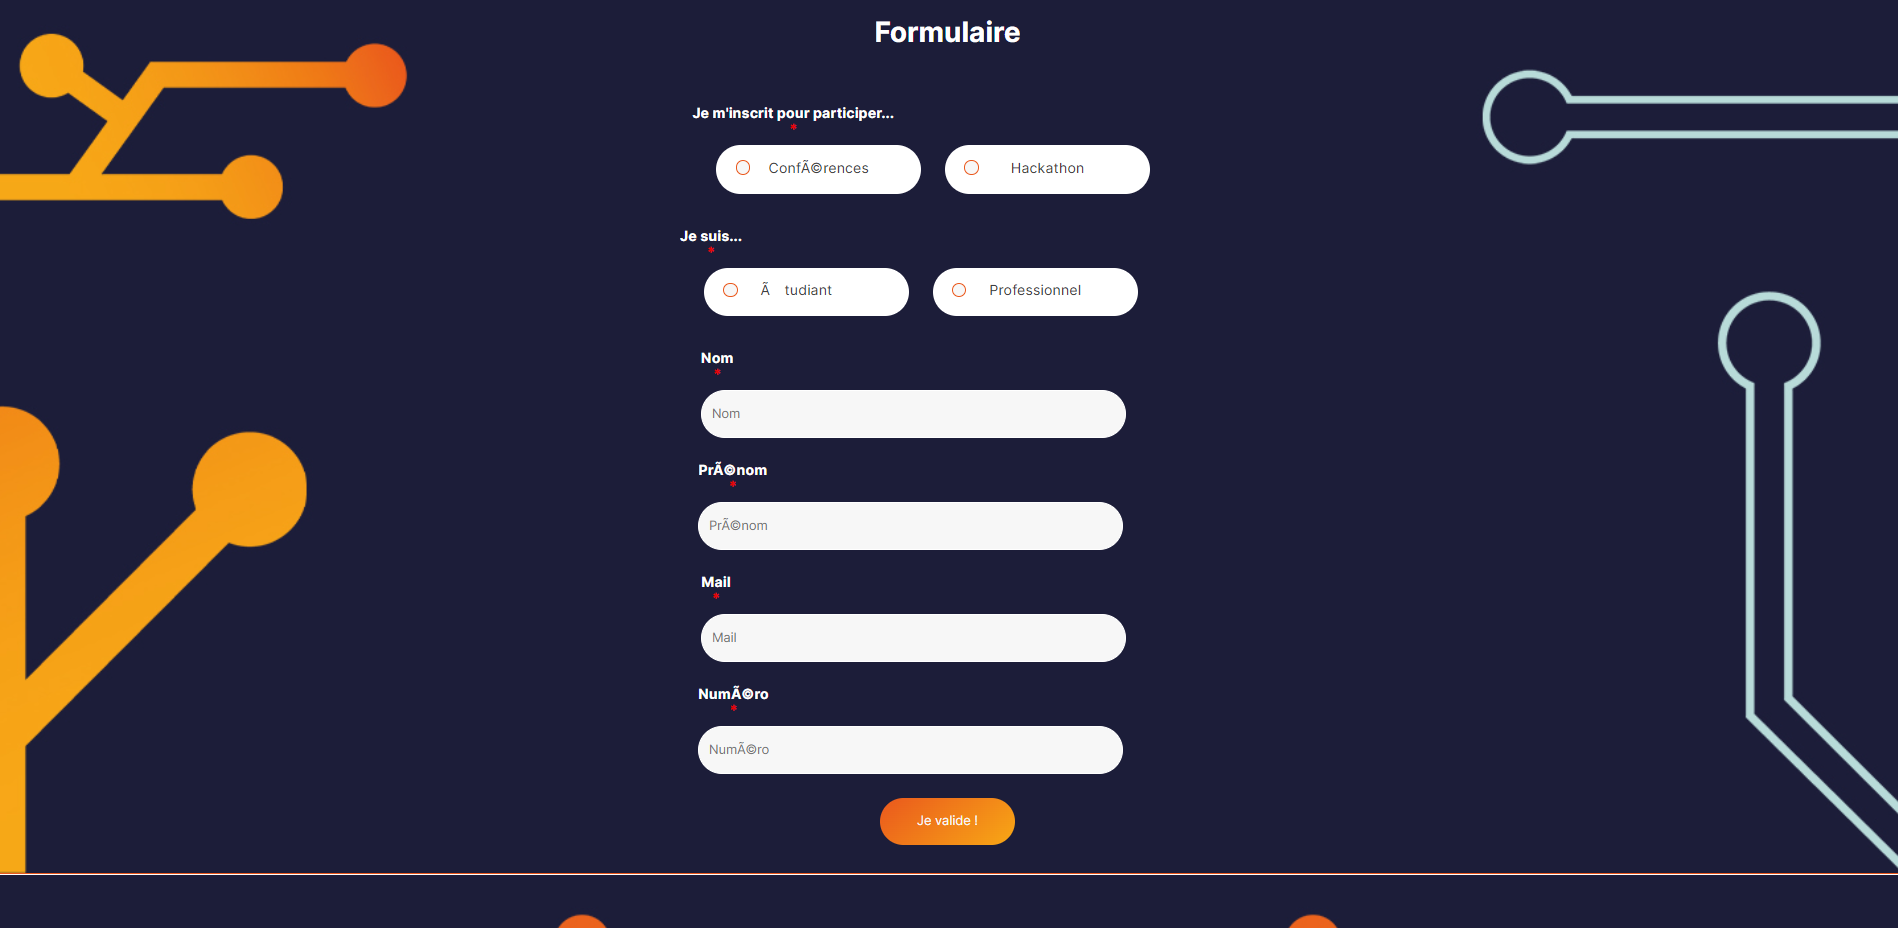 Formulaire
Je m'inscrit pour participer...
*
ConfÃ©rences
Hackathon
Je suis...
*
Ã tudiant
Professionnel
Nom
*
Nom
PrÃ©nom
*
PrÃ©nom
Mail
*
Mail
NumÃ©ro
*
NumÃ©ro
Je valide !